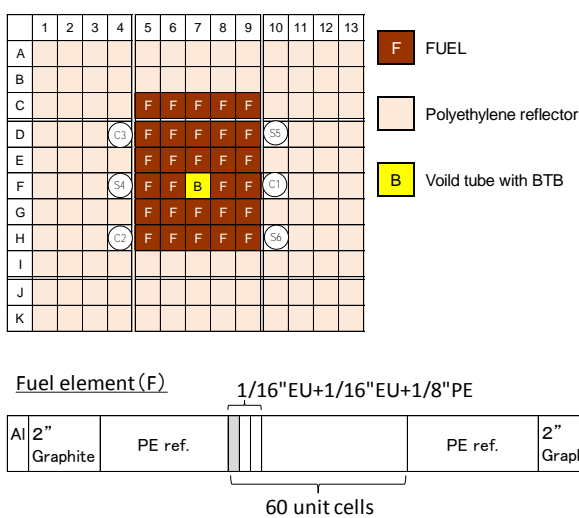 1 2 3 4 5 6 7 8 9 10 11 12 13
A
B
C F F F F F
D C3 F F F F F S5
E F F F F F
F S4 F F B F F C1
G F F F F F
H C2 F F F F F S6
I
J
K
F FUEL
Polyethylene reflector
B Voild tube with BTB
Fuel element(F)
1/16"EU+1/16"EU+1/8"PE
Al 2" Graphite PE ref. PE ref. 2" Graph
60 unit cells